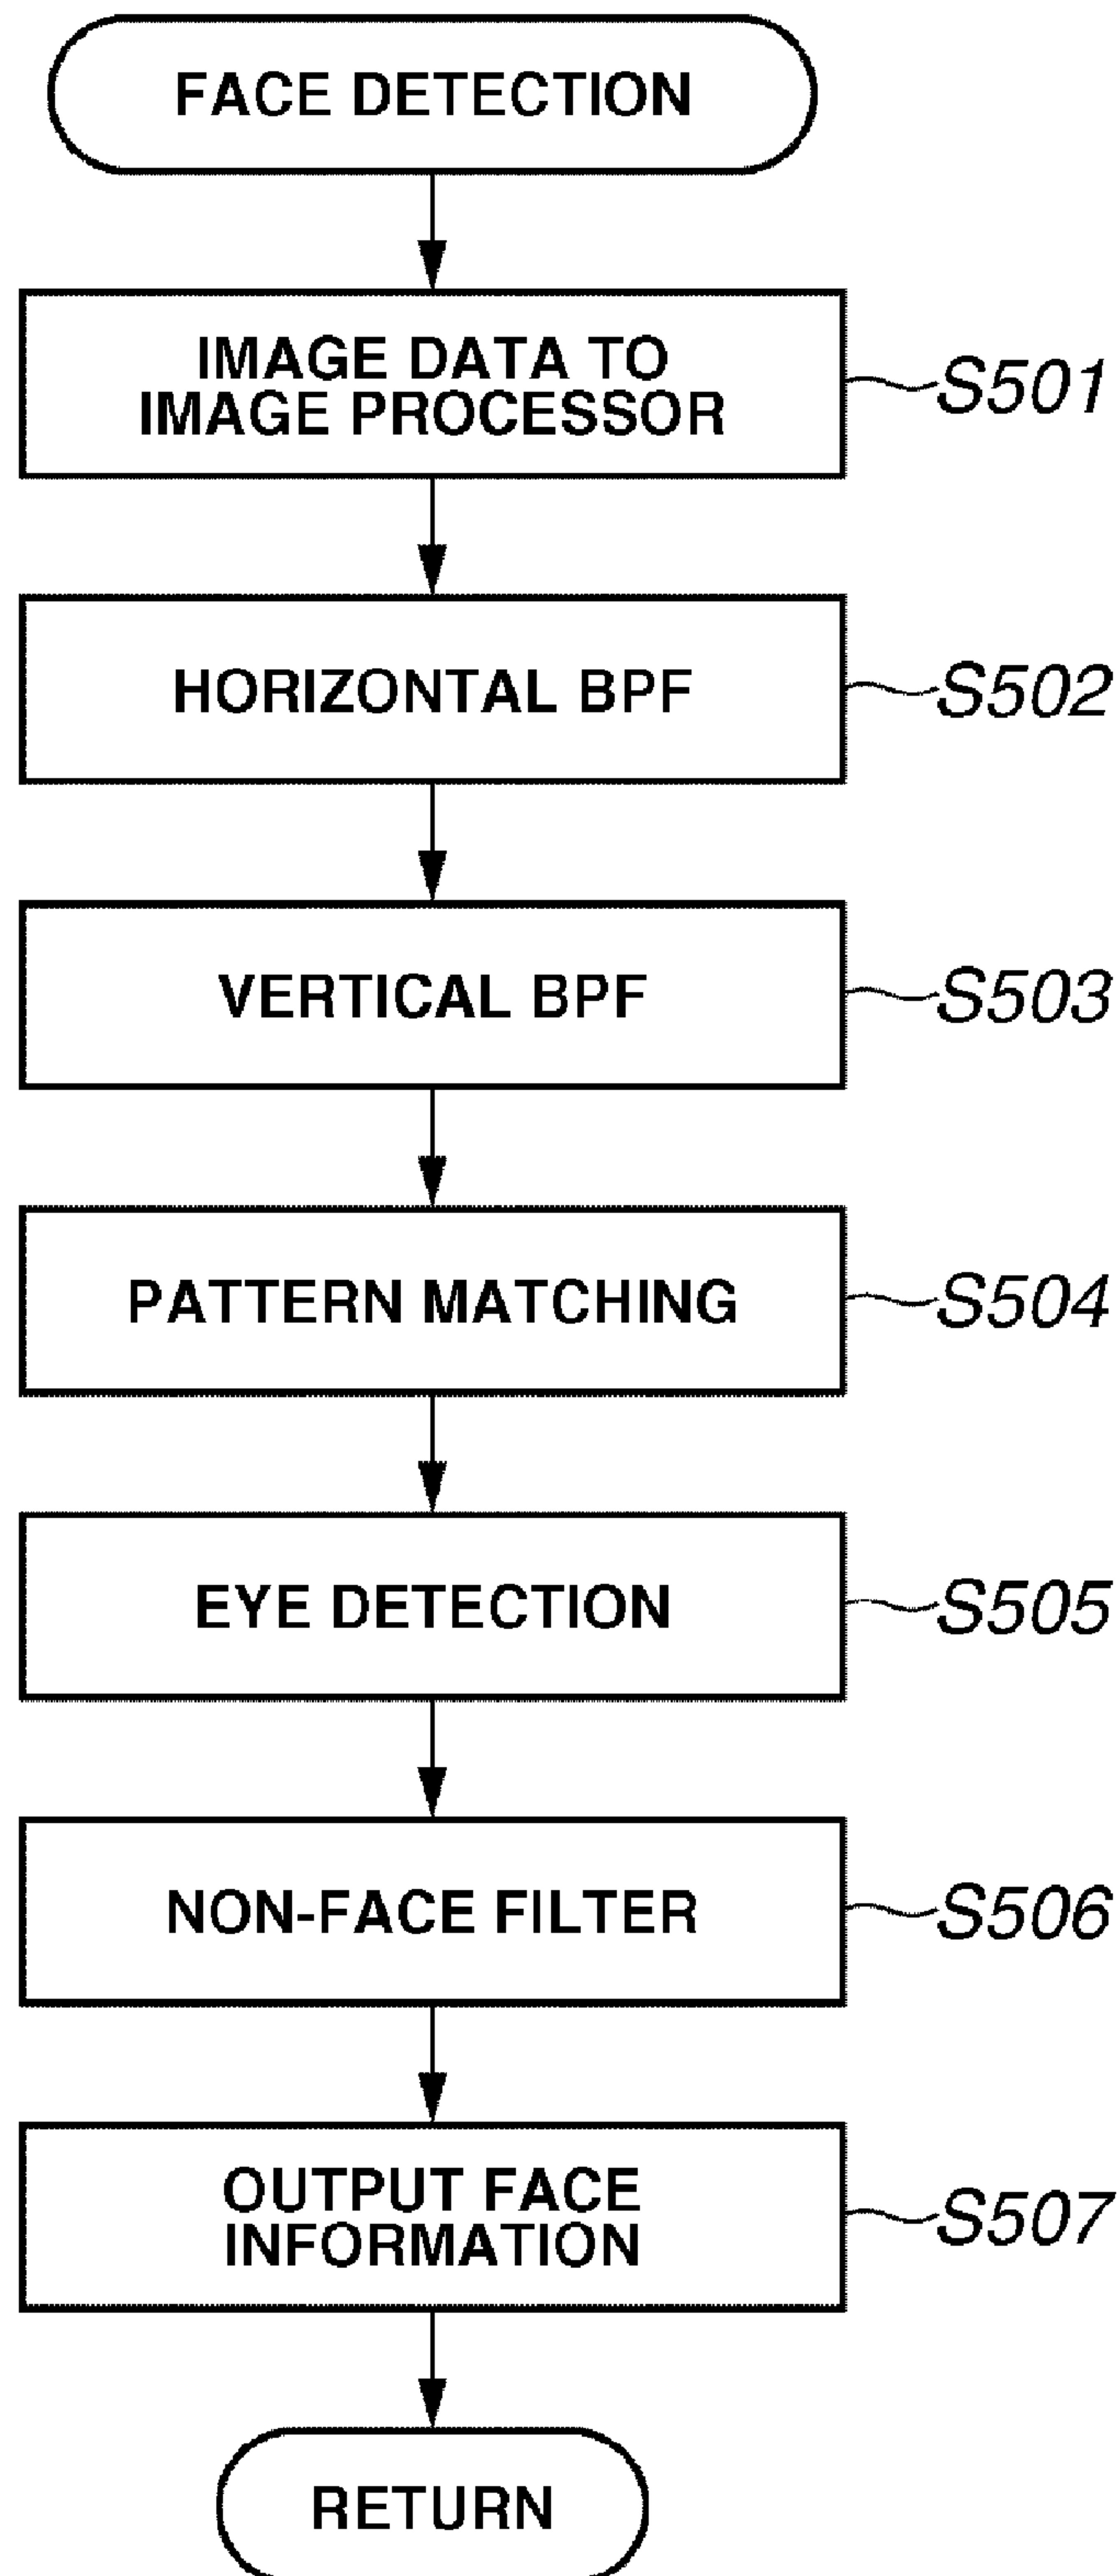 FACE DETECTION
IMAGE DATA TO
IMAGE PROCESSOR
S501
HORIZONTAL BPF
S502
VERTICAL BPF
S503
PATTERN MATCHING
S504
EYE DETECTION
S505
NON-FACE FILTER
S506
OUTPUT FACE
INFORMATION
S507
RETURN